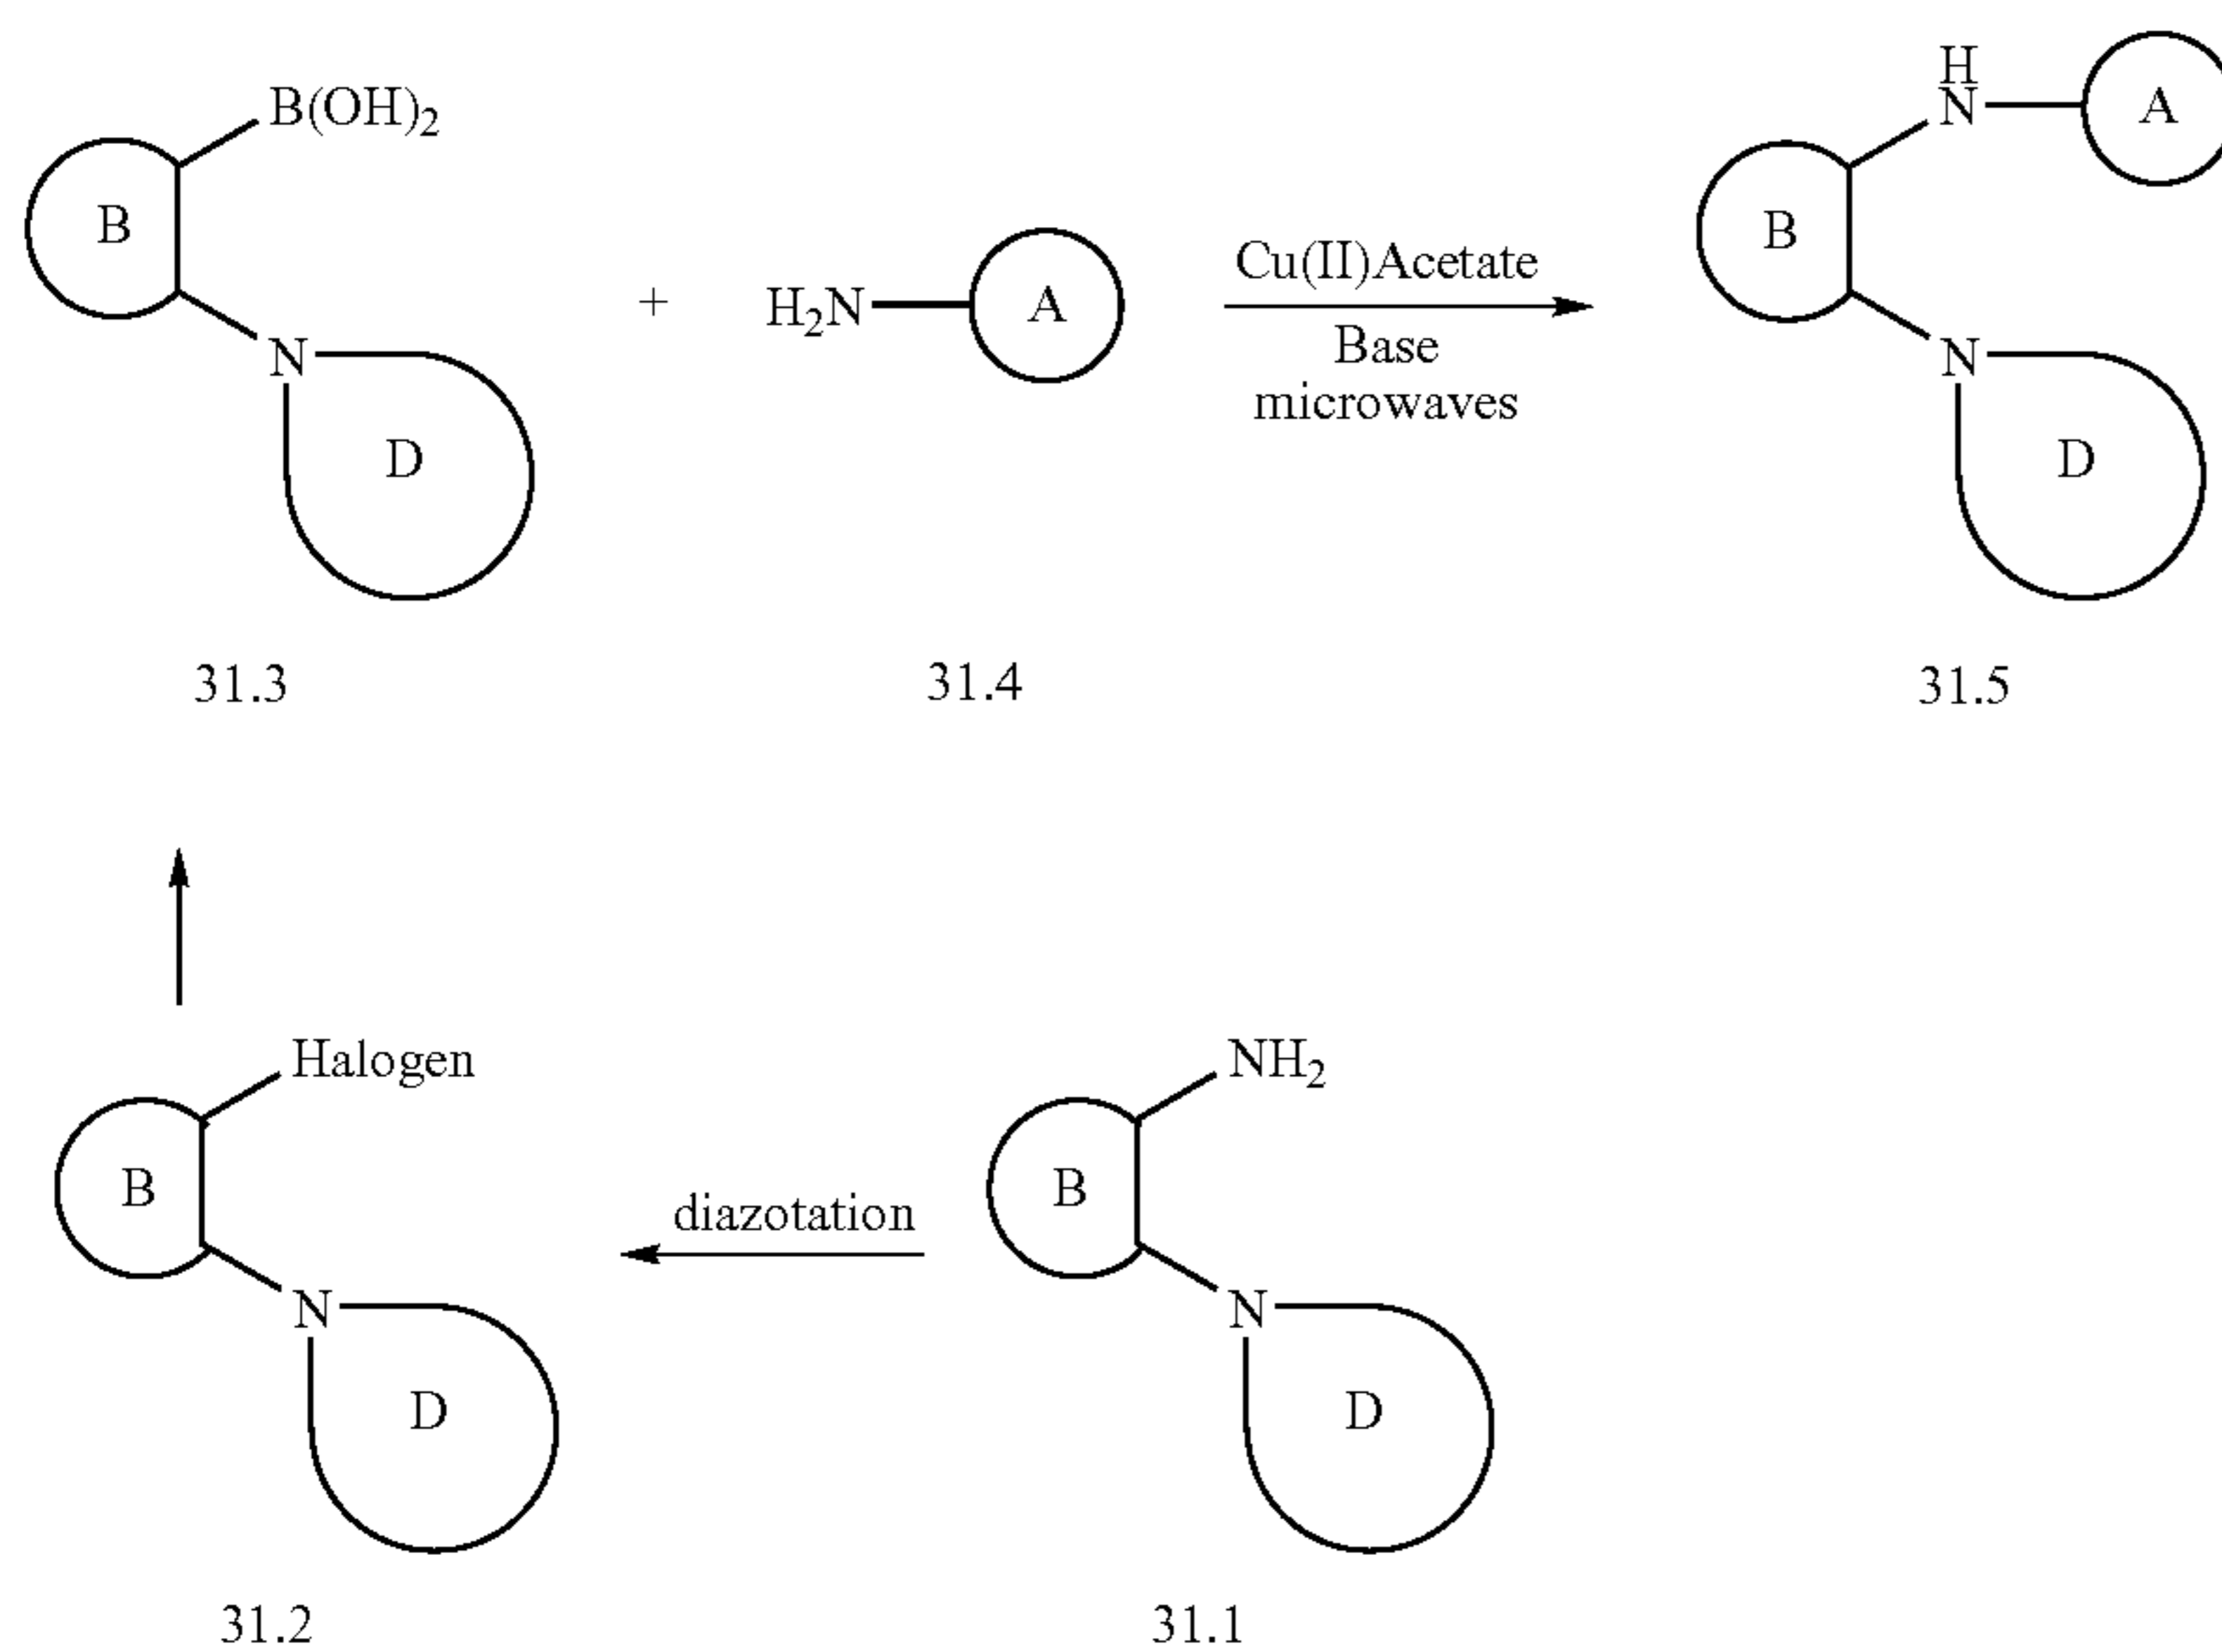 B(OH)₂
B
N
D
31.3
+
H₂N
A
31.4
Cu(II)Acetate
Base
microwaves
H
N
A
B
N
D
31.5
Halogen
B
N
D
31.2
diazotation
NH₂
B
N
D
31.1